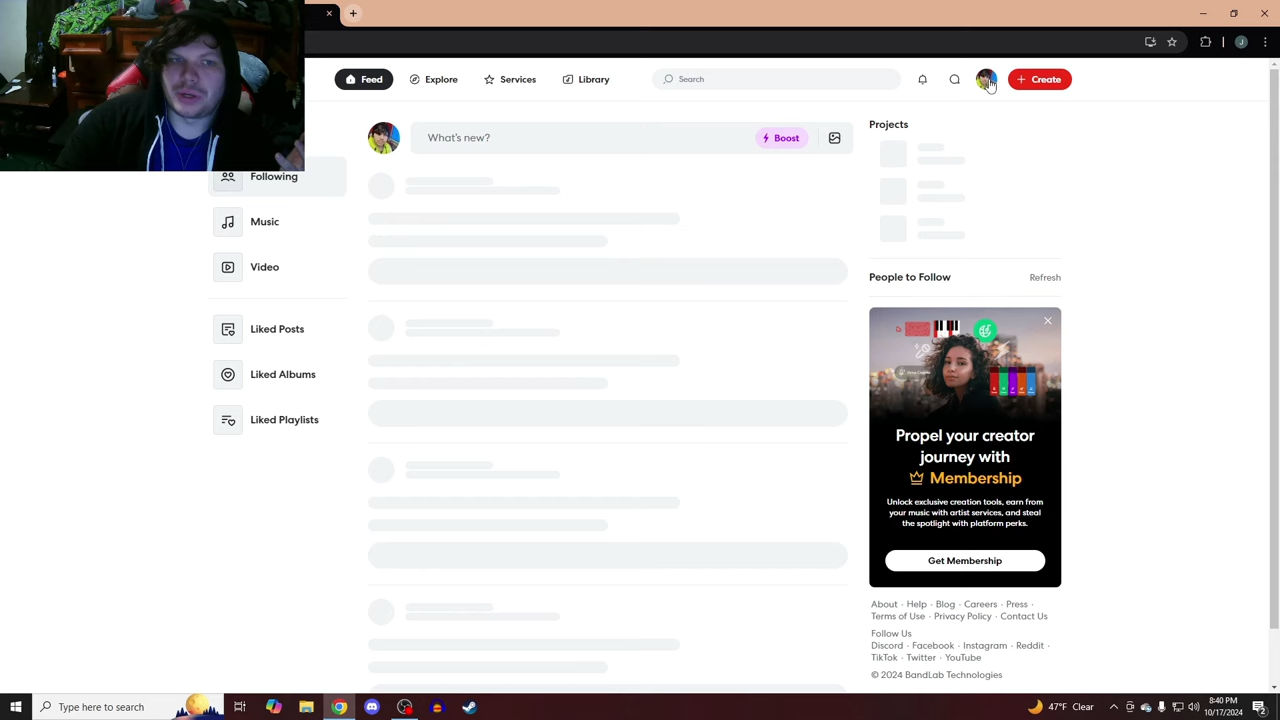 Feed
Explore
Services
Library
Search
Create
J
What's new?
Boost
Following
Music
Video
Liked Posts
Liked Albums
Liked Playlists
Projects
People to Follow
Refresh
Propel your creator
journey with
Membership
Unlock exclusive creation tools, earn from
your music with artist services, and steal
the spotlight with platform perks.
Get Membership
About · Help · Blog · Careers · Press ·
Terms of Use · Privacy Policy · Contact Us
Follow Us
Discord · Facebook · Instagram · Reddit ·
TikTok · Twitter · YouTube
© 2024 BandLab Technologies
Type here to search
47°F Clear
8:40 PM
10/17/2024
2